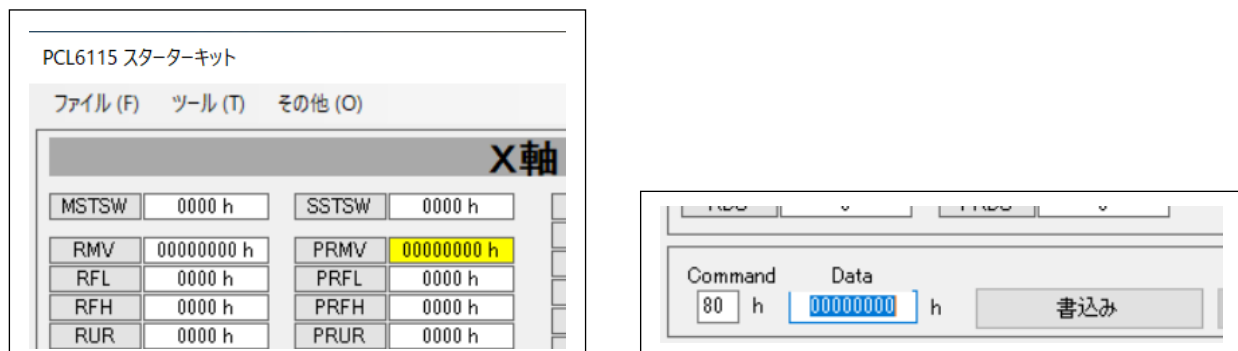 PCL6115 スターターキット
ファイル (F) ツール (T) その他 (O)
X軸
MSTSW 0000 h SSTSW 0000 h
RMV 00000000 h PRMV 00000000 h
RFL 0000 h PRFL 0000 h
RFH 0000 h PRFH 0000 h
RUR 0000 h PRUR 0000 h
Command Data
80 h 00000000 h 書込み